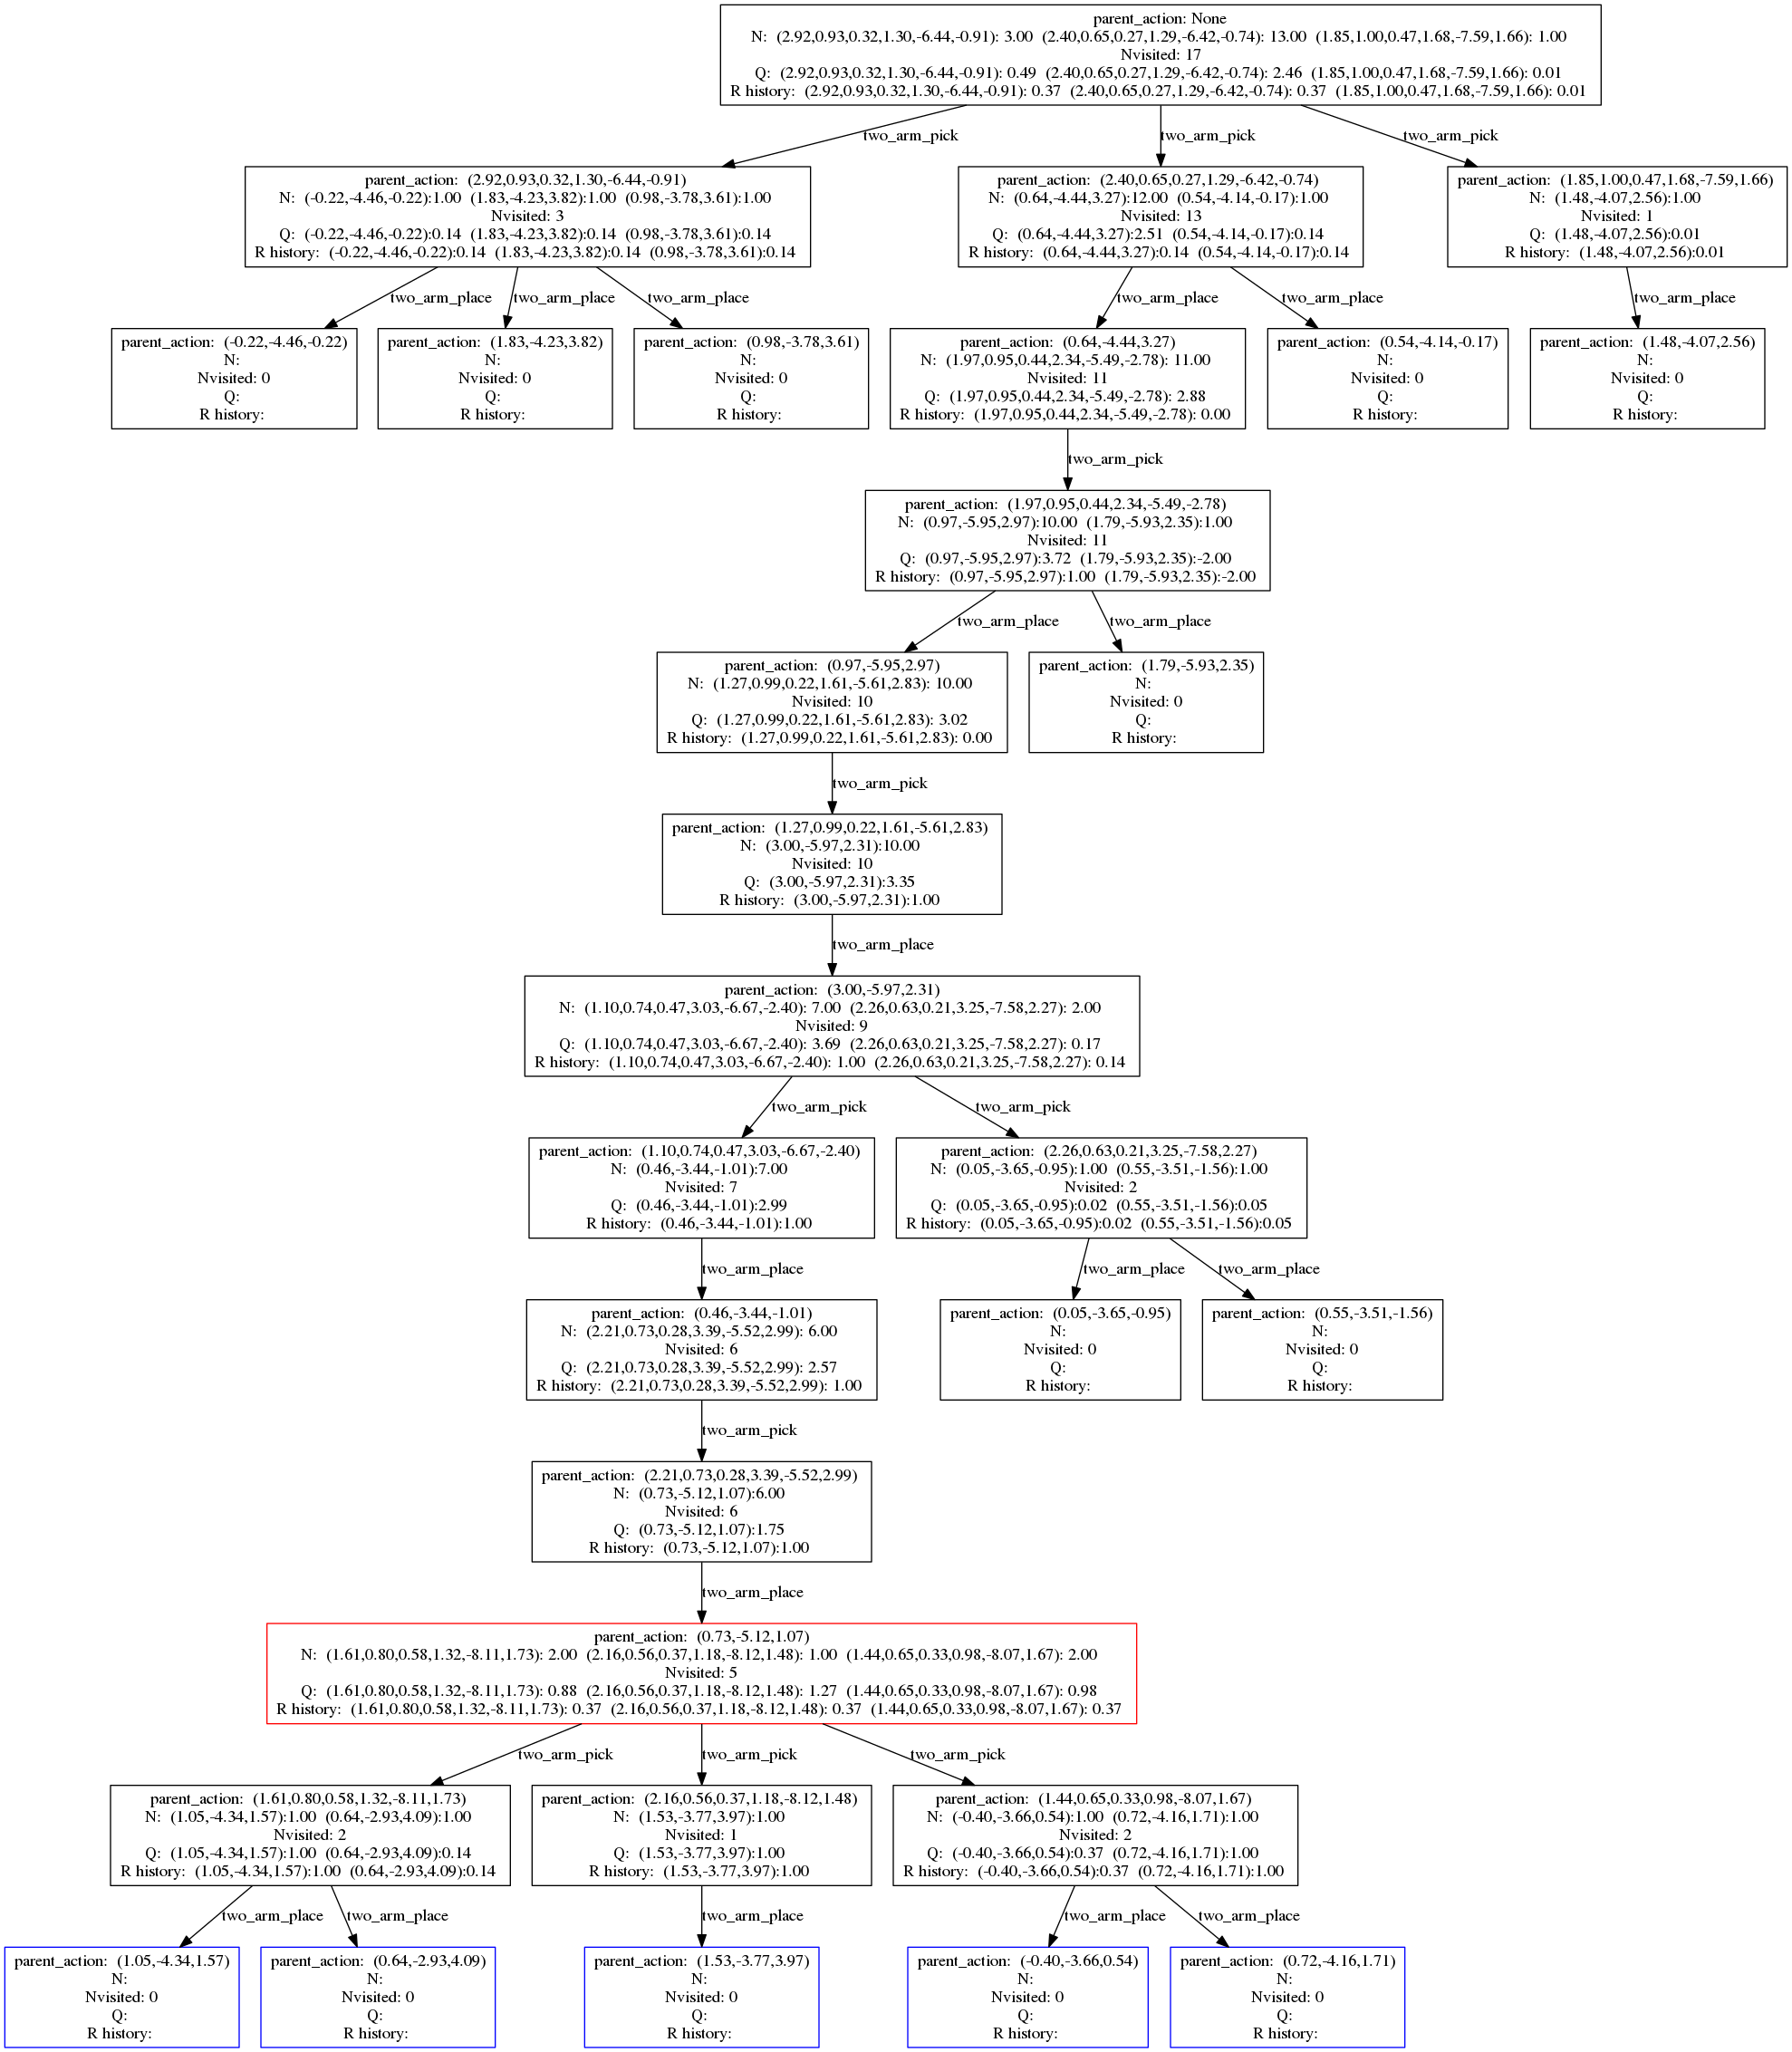 parent_action: None
N: (2.92,0.93,0.32,1.30,-6.44,-0.91): 3.00 (2.40,0.65,0.27,1.29,-6.42,-0.74): 13.00 (1.85,1.00,0.47,1.68,-7.59,1.66): 1.00
Nvisited: 17
Q: (2.92,0.93,0.32,1.30,-6.44,-0.91): 0.49 (2.40,0.65,0.27,1.29,-6.42,-0.74): 2.46 (1.85,1.00,0.47,1.68,-7.59,1.66): 0.01
R history: (2.92,0.93,0.32,1.30,-6.44,-0.91): 0.37 (2.40,0.65,0.27,1.29,-6.42,-0.74): 0.37 (1.85,1.00,0.47,1.68,-7.59,1.66): 0.01
two_arm_pick
two_arm_pick
two_arm_pick
parent_action: (2.92,0.93,0.32,1.30,-6.44,-0.91)
N: (-0.22,-4.46,-0.22):1.00 (1.83,-4.23,3.82):1.00 (0.98,-3.78,3.61):1.00
Nvisited: 3
Q: (-0.22,-4.46,-0.22):0.14 (1.83,-4.23,3.82):0.14 (0.98,-3.78,3.61):0.14
R history: (-0.22,-4.46,-0.22):0.14 (1.83,-4.23,3.82):0.14 (0.98,-3.78,3.61):0.14
parent_action: (2.40,0.65,0.27,1.29,-6.42,-0.74)
N: (0.64,-4.44,3.27):12.00 (0.54,-4.14,-0.17):1.00
Nvisited: 13
Q: (0.64,-4.44,3.27):2.51 (0.54,-4.14,-0.17):0.14
R history: (0.64,-4.44,3.27):0.14 (0.54,-4.14,-0.17):0.14
parent_action: (1.85,1.00,0.47,1.68,-7.59,1.66)
N: (1.48,-4.07,2.56):1.00
Nvisited: 1
Q: (1.48,-4.07,2.56):0.01
R history: (1.48,-4.07,2.56):0.01
two_arm_place
two_arm_place
two_arm_place
two_arm_place
two_arm_place
two_arm_place
parent_action: (-0.22,-4.46,-0.22)
N:
Nvisited: 0
Q:
R history:
parent_action: (1.83,-4.23,3.82)
N:
Nvisited: 0
Q:
R history:
parent_action: (0.98,-3.78,3.61)
N:
Nvisited: 0
Q:
R history:
parent_action: (0.64,-4.44,3.27)
N: (1.97,0.95,0.44,2.34,-5.49,-2.78): 11.00
Nvisited: 11
Q: (1.97,0.95,0.44,2.34,-5.49,-2.78): 2.88
R history: (1.97,0.95,0.44,2.34,-5.49,-2.78): 0.00
parent_action: (0.54,-4.14,-0.17)
N:
Nvisited: 0
Q:
R history:
parent_action: (1.48,-4.07,2.56)
N:
Nvisited: 0
Q:
R history:
two_arm_pick
parent_action: (1.97,0.95,0.44,2.34,-5.49,-2.78)
N: (0.97,-5.95,2.97):10.00 (1.79,-5.93,2.35):1.00
Nvisited: 11
Q: (0.97,-5.95,2.97):3.72 (1.79,-5.93,2.35):-2.00
R history: (0.97,-5.95,2.97):1.00 (1.79,-5.93,2.35):-2.00
two_arm_place
two_arm_place
parent_action: (0.97,-5.95,2.97)
N: (1.27,0.99,0.22,1.61,-5.61,2.83): 10.00
Nvisited: 10
Q: (1.27,0.99,0.22,1.61,-5.61,2.83): 3.02
R history: (1.27,0.99,0.22,1.61,-5.61,2.83): 0.00
parent_action: (1.79,-5.93,2.35)
N:
Nvisited: 0
Q:
R history:
two_arm_pick
parent_action: (1.27,0.99,0.22,1.61,-5.61,2.83)
N: (3.00,-5.97,2.31):10.00
Nvisited: 10
Q: (3.00,-5.97,2.31):3.35
R history: (3.00,-5.97,2.31):1.00
two_arm_place
parent_action: (3.00,-5.97,2.31)
N: (1.10,0.74,0.47,3.03,-6.67,-2.40): 7.00 (2.26,0.63,0.21,3.25,-7.58,2.27): 2.00
Nvisited: 9
Q: (1.10,0.74,0.47,3.03,-6.67,-2.40): 3.69 (2.26,0.63,0.21,3.25,-7.58,2.27): 0.17
R history: (1.10,0.74,0.47,3.03,-6.67,-2.40): 1.00 (2.26,0.63,0.21,3.25,-7.58,2.27): 0.14
two_arm_pick
two_arm_pick
parent_action: (1.10,0.74,0.47,3.03,-6.67,-2.40)
N: (0.46,-3.44,-1.01):7.00
Nvisited: 7
Q: (0.46,-3.44,-1.01):2.99
R history: (0.46,-3.44,-1.01):1.00
parent_action: (2.26,0.63,0.21,3.25,-7.58,2.27)
N: (0.05,-3.65,-0.95):1.00 (0.55,-3.51,-1.56):1.00
Nvisited: 2
Q: (0.05,-3.65,-0.95):0.02 (0.55,-3.51,-1.56):0.05
R history: (0.05,-3.65,-0.95):0.02 (0.55,-3.51,-1.56):0.05
two_arm_place
two_arm_place
two_arm_place
parent_action: (0.46,-3.44,-1.01)
N: (2.21,0.73,0.28,3.39,-5.52,2.99): 6.00
Nvisited: 6
Q: (2.21,0.73,0.28,3.39,-5.52,2.99): 2.57
R history: (2.21,0.73,0.28,3.39,-5.52,2.99): 1.00
parent_action: (0.05,-3.65,-0.95)
N:
Nvisited: 0
Q:
R history:
parent_action: (0.55,-3.51,-1.56)
N:
Nvisited: 0
Q:
R history:
two_arm_pick
parent_action: (2.21,0.73,0.28,3.39,-5.52,2.99)
N: (0.73,-5.12,1.07):6.00
Nvisited: 6
Q: (0.73,-5.12,1.07):1.75
R history: (0.73,-5.12,1.07):1.00
two_arm_place
parent_action: (0.73,-5.12,1.07)
N: (1.61,0.80,0.58,1.32,-8.11,1.73): 2.00 (2.16,0.56,0.37,1.18,-8.12,1.48): 1.00 (1.44,0.65,0.33,0.98,-8.07,1.67): 2.00
Nvisited: 5
Q: (1.61,0.80,0.58,1.32,-8.11,1.73): 0.88 (2.16,0.56,0.37,1.18,-8.12,1.48): 1.27 (1.44,0.65,0.33,0.98,-8.07,1.67): 0.98
R history: (1.61,0.80,0.58,1.32,-8.11,1.73): 0.37 (2.16,0.56,0.37,1.18,-8.12,1.48): 0.37 (1.44,0.65,0.33,0.98,-8.07,1.67): 0.37
two_arm_pick
two_arm_pick
two_arm_pick
parent_action: (1.61,0.80,0.58,1.32,-8.11,1.73)
N: (1.05,-4.34,1.57):1.00 (0.64,-2.93,4.09):1.00
Nvisited: 2
Q: (1.05,-4.34,1.57):1.00 (0.64,-2.93,4.09):0.14
R history: (1.05,-4.34,1.57):1.00 (0.64,-2.93,4.09):0.14
parent_action: (2.16,0.56,0.37,1.18,-8.12,1.48)
N: (1.53,-3.77,3.97):1.00
Nvisited: 1
Q: (1.53,-3.77,3.97):1.00
R history: (1.53,-3.77,3.97):1.00
parent_action: (1.44,0.65,0.33,0.98,-8.07,1.67)
N: (-0.40,-3.66,0.54):1.00 (0.72,-4.16,1.71):1.00
Nvisited: 2
Q: (-0.40,-3.66,0.54):0.37 (0.72,-4.16,1.71):1.00
R history: (-0.40,-3.66,0.54):0.37 (0.72,-4.16,1.71):1.00
two_arm_place
two_arm_place
two_arm_place
two_arm_place
two_arm_place
parent_action: (1.05,-4.34,1.57)
N:
Nvisited: 0
Q:
R history:
parent_action: (0.64,-2.93,4.09)
N:
Nvisited: 0
Q:
R history:
parent_action: (1.53,-3.77,3.97)
N:
Nvisited: 0
Q:
R history:
parent_action: (-0.40,-3.66,0.54)
N:
Nvisited: 0
Q:
R history:
parent_action: (0.72,-4.16,1.71)
N:
Nvisited: 0
Q:
R history: